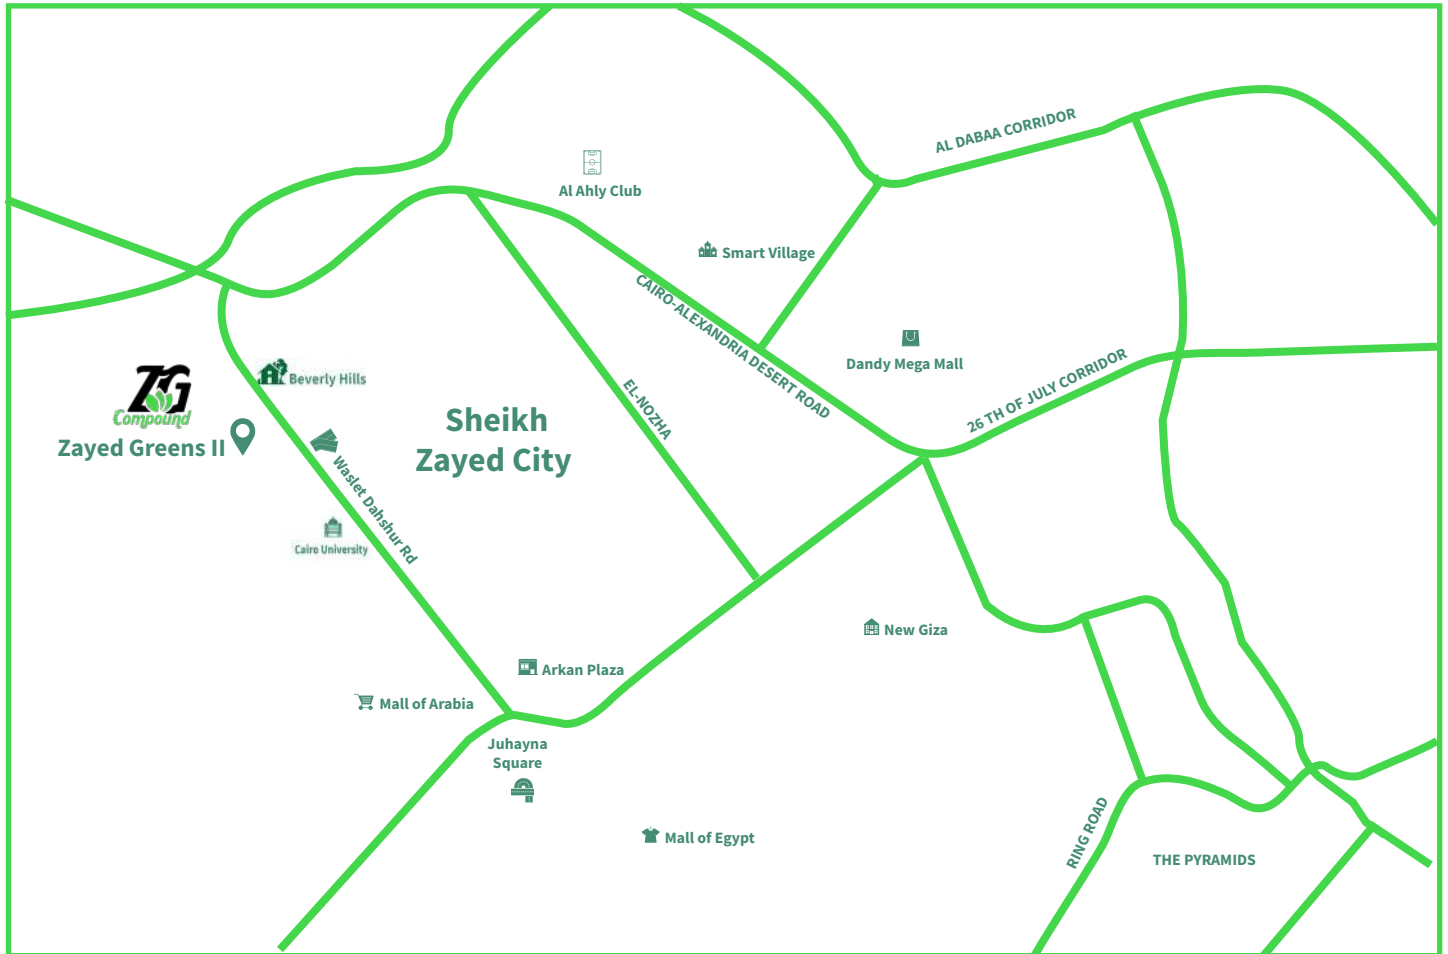 AL DABAA CORRIDOR
Al Ahly Club
Smart Village
CAIRO-ALEXANDRIA DESERT ROAD
Dandy Mega Mall
26 TH OF JULY CORRIDOR
ZG
Compound
Zayed Greens II
Beverly Hills
Sheikh
Zayed City
EL-NOZHA
Waslet Dahshur Rd
Cairo University
New Giza
Arkan Plaza
Mall of Arabia
Juhayna
Square
Mall of Egypt
RING ROAD
THE PYRAMIDS